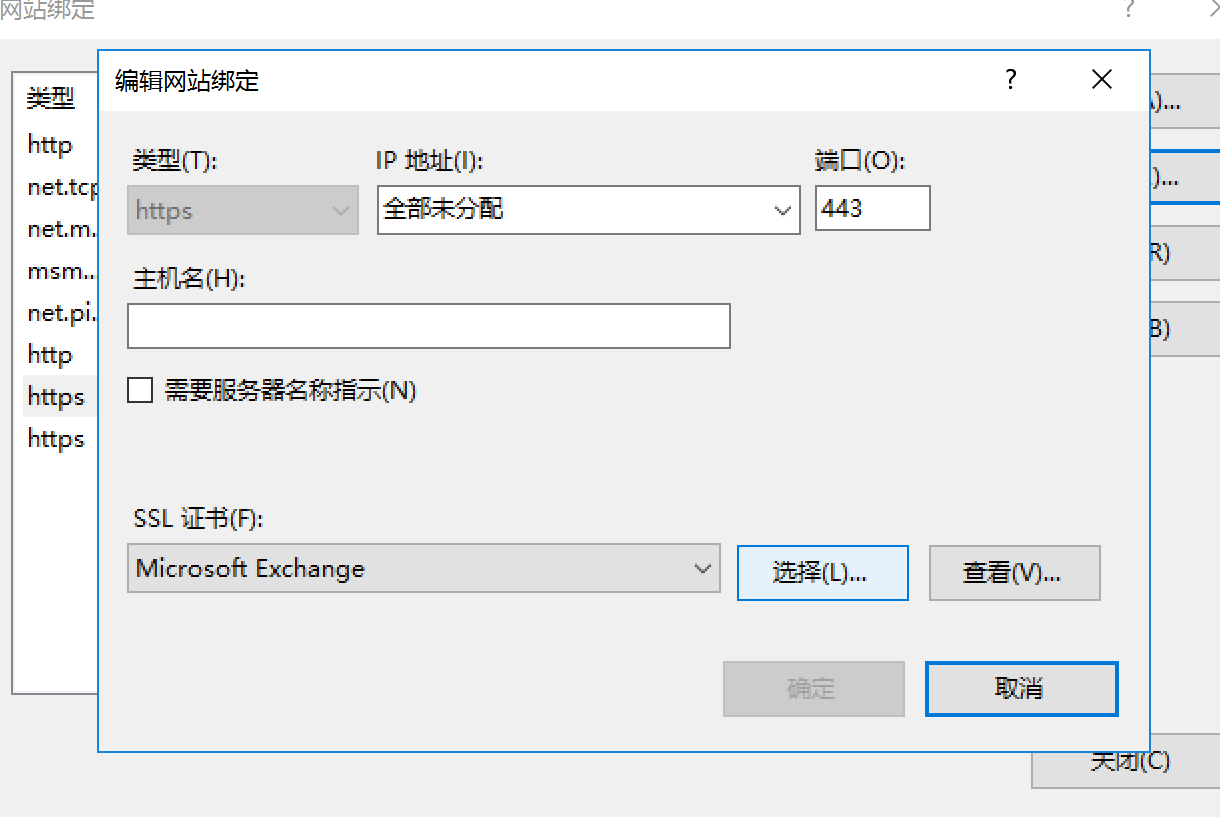 网站绑定
?
编辑网站绑定
?
类型
http
net.tcp
net.m...
msm...
net.pi.
http
https
https
类型(T):
IP 地址(I):
端口(O):
https
全部未分配
443
主机名(H):
需要服务器名称指示(N)
SSL 证书(F):
Microsoft Exchange
选择(L)...
查看(V)...
确定
取消
)...
)...
R)
B)
关闭(C)